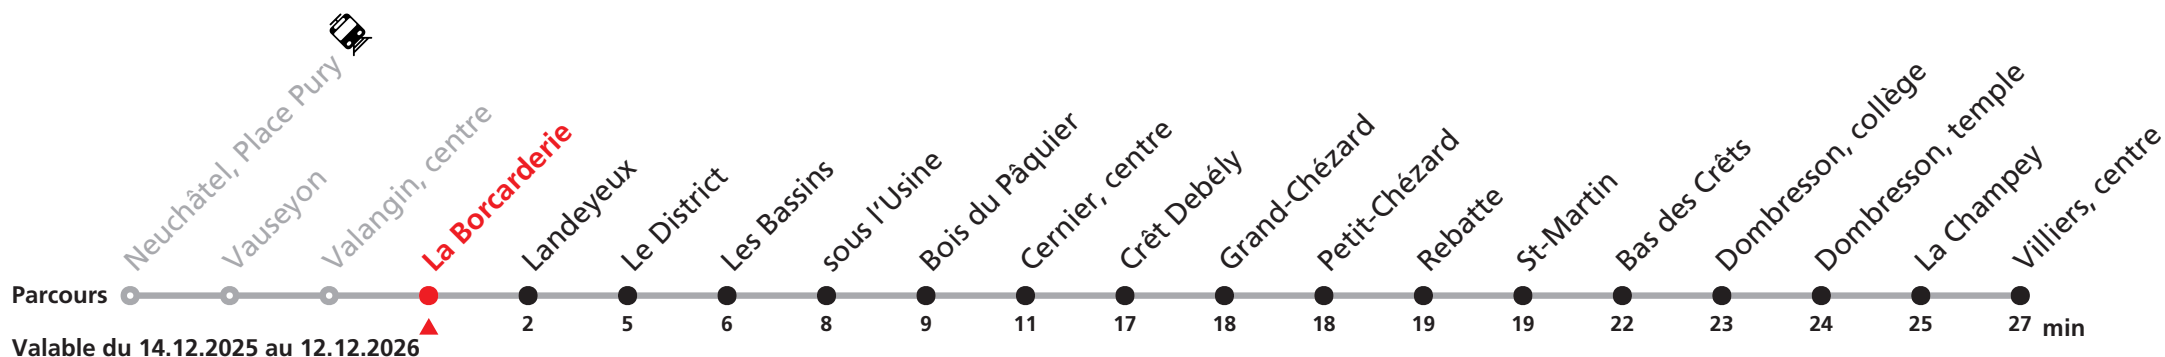 Neuchâtel, Place Pury
Vauseyon
Valangin, centre
La Borcarderie
Landeyeux
Le District
Les Bassins
sous l'Usine
Bois du Pâquier
Cernier, centre
Crêt Debély
Grand-Chézard
Petit-Chézard
Rebatte
St-Martin
Bas des Crêts
Dombresson, collège
Dombresson, temple
La Champey
Villiers, centre
Parcours
2 5 6 8 9 11 17 18 18 19 19 22 23 24 25 27 min
Valable du 14.12.2025 au 12.12.2026